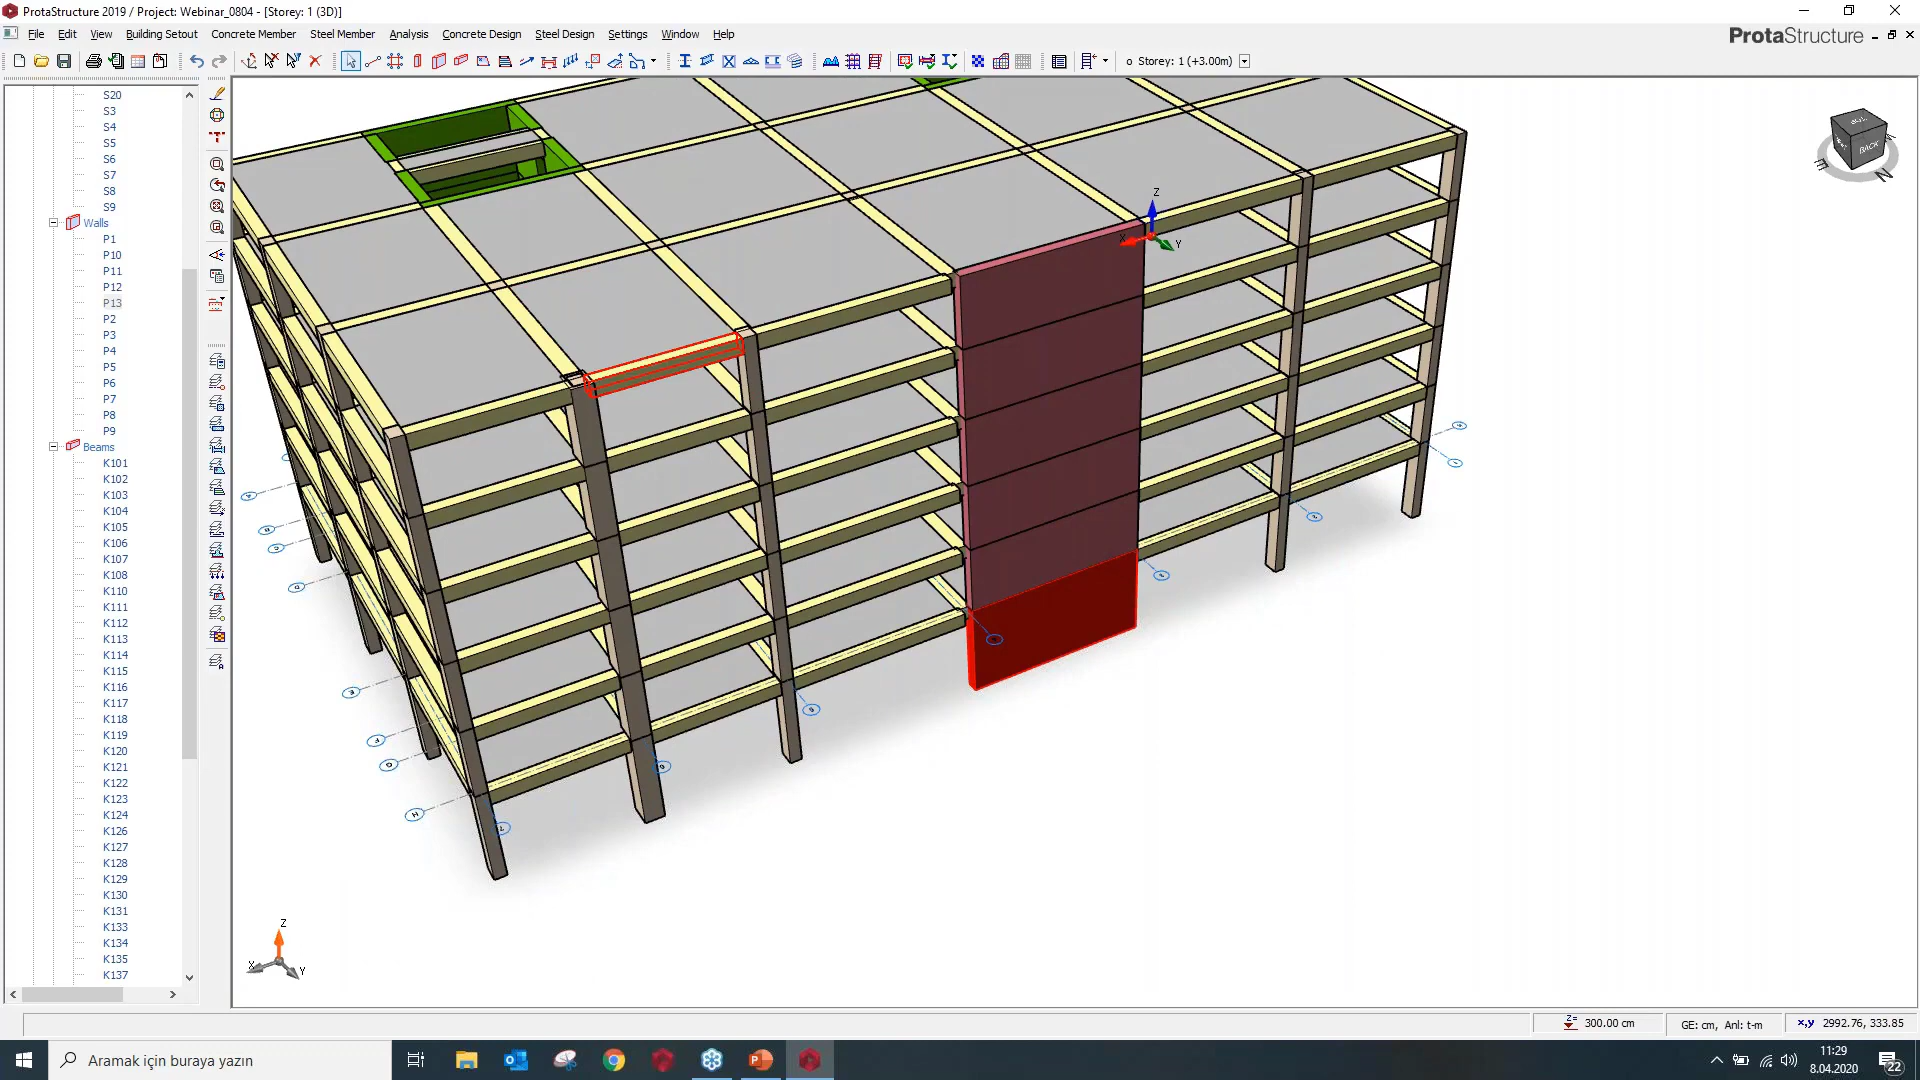 ProtaStructure 2019 / Project: Webinar_0804 - [Storey: 1 (3D)]
File Edit View Building Setout Concrete Member Steel Member Analysis Concrete Design Steel Design Settings Window Help
ProtaStructure
o Storey: 1 (+3.00m)
S20
S3
S4
S5
S6
S7
S8
S9
Walls
P1
P10
P11
P12
P13
P2
P3
P4
P5
P6
P7
P8
P9
Beams
K101
K102
K103
K104
K105
K106
K107
K108
K110
K111
K112
K113
K114
K115
K116
K117
K118
K119
K120
K121
K122
K123
K124
K126
K127
K128
K129
K130
K131
K133
K134
K135
K137
BACK
E
N
Z
X
Y
Z
X
Y
Z=
300.00 cm
GE: cm, Anl: t-m
x,y 2992.76, 333.85
Aramak için buraya yazın
11:29
8.04.2020
22